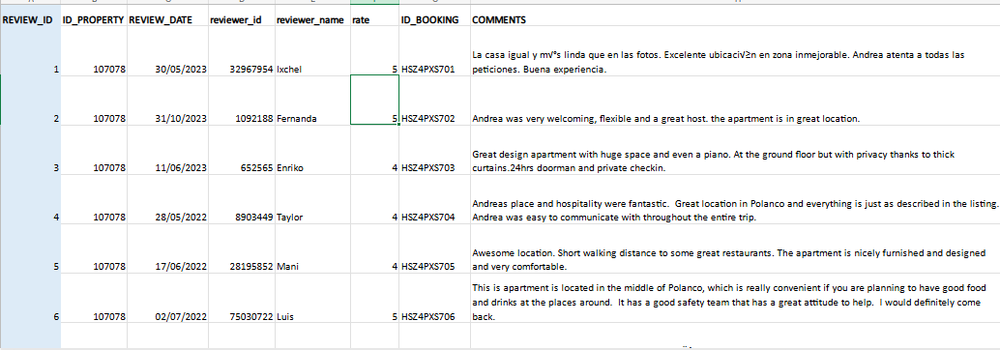 REVIEW_ID ID_PROPERTY REVIEW_DATE reviewer_id reviewer_name rate ID_BOOKING COMMENTS
1 107078 30/05/2023 32967954 Ixchel 5 HSZ4PXS701 La casa igual y m√°s linda que en las fotos. Excelente ubicaci√≥n en zona inmejorable. Andrea atenta a todas las
peticiones. Buena experiencia.
2 107078 31/10/2023 1092188 Fernanda 5 HSZ4PXS702 Andrea was very welcoming, flexible and a great host. the apartment is in great location.
3 107078 11/06/2023 652565 Enriko 4 HSZ4PXS703 Great design apartment with huge space and even a piano. At the ground floor but with privacy thanks to thick
curtains.24hrs doorman and private checkin.
4 107078 28/05/2022 8903449 Taylor 4 HSZ4PXS704 Andreas place and hospitality were fantastic.  Great location in Polanco and everything is just as described in the listing.
Andrea was easy to communicate with throughout the entire trip.
5 107078 17/06/2022 28195852 Mani 4 HSZ4PXS705 Awesome location. Short walking distance to some great restaurants. The apartment is nicely furnished and designed
and very comfortable.
6 107078 02/07/2022 75030722 Luis 5 HSZ4PXS706 This is apartment is located in the middle of Polanco, which is really convenient if you are planning to have good food
and drinks at the places around.  It has a good safety team that has a great attitude to help.  I would definitely come
back.